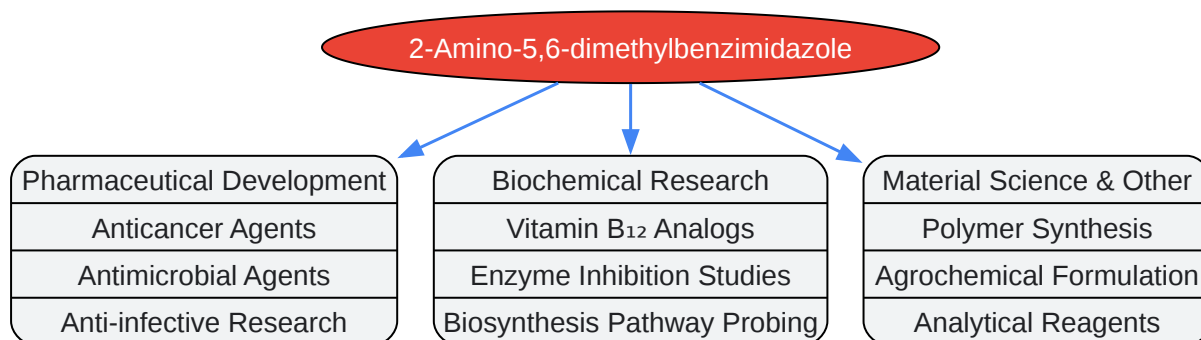 2-Amino-5,6-dimethylbenzimidazole
Pharmaceutical Development
Anticancer Agents
Antimicrobial Agents
Anti-infective Research
Biochemical Research
Vitamin B₁₂ Analogs
Enzyme Inhibition Studies
Biosynthesis Pathway Probing
Material Science & Other
Polymer Synthesis
Agrochemical Formulation
Analytical Reagents